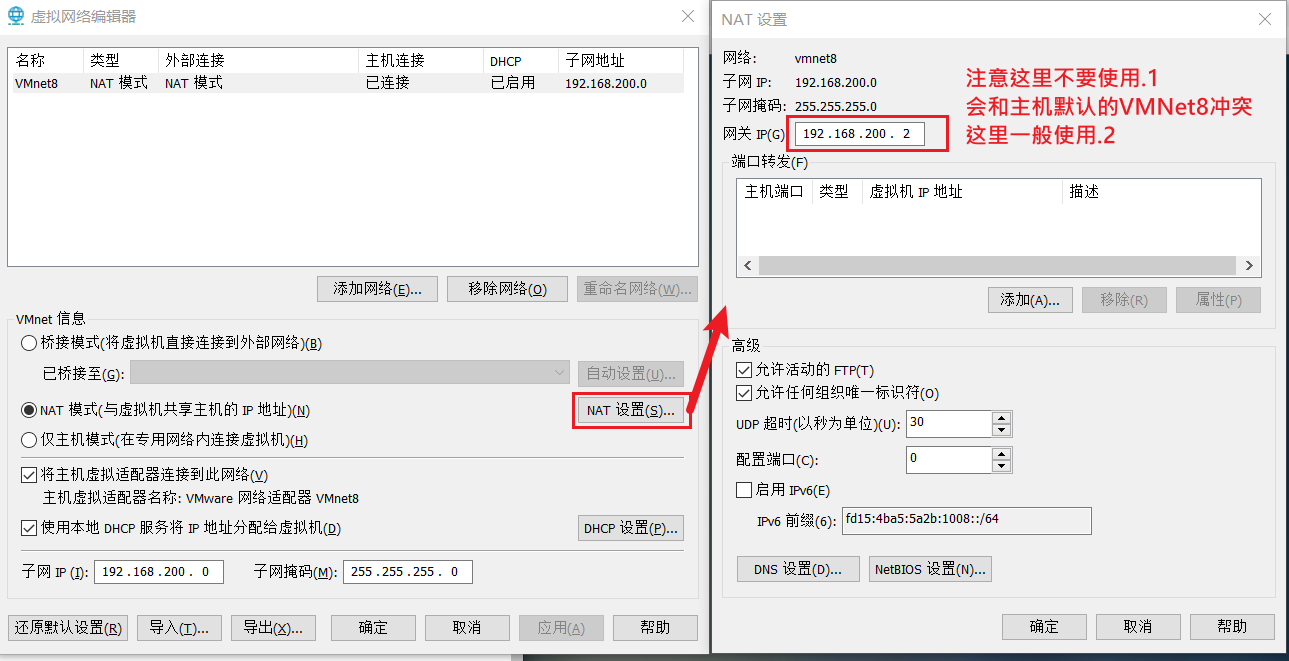 虚拟网络编辑器
名称 类型 外部连接 主机连接 DHCP 子网地址
VMnet8 NAT 模式 NAT 模式 已连接 已启用 192.168.200.0
添加网络(E)... 移除网络(O) 重命名网络(W)...
VMnet 信息
桥接模式(将虚拟机直接连接到外部网络)(B)
已桥接至(G): 自动设置(U)...
NAT 模式(与虚拟机共享主机的 IP 地址)(N) NAT 设置(S)...
仅主机模式(在专用网络内连接虚拟机)(H)
将主机虚拟适配器连接到此网络(V)
主机虚拟适配器名称: VMware 网络适配器 VMnet8
使用本地 DHCP 服务将 IP 地址分配给虚拟机(D) DHCP 设置(P)...
子网 IP (I): 192.168.200. 0 子网掩码(M): 255.255.255. 0
还原默认设置(R) 导入(T)... 导出(X)... 确定 取消 应用(A) 帮助
NAT 设置
网络: vmnet8
子网 IP: 192.168.200.0
子网掩码: 255.255.255.0
网关 IP(G) 192.168.200. 2
注意这里不要使用.1
会和主机默认的VMNet8冲突
这里一般使用.2
端口转发(F)
主机端口 类型 虚拟机 IP 地址 描述
添加(A)... 移除(R) 属性(P)
高级
允许活动的 FTP(T)
允许任何组织唯一标识符(O)
UDP 超时(以秒为单位)(U): 30
配置端口(C): 0
启用 IPv6(E)
IPv6 前缀(6): fd15:4ba5:5a2b:1008::/64
DNS 设置(D)... NetBIOS 设置(N)...
确定 取消 帮助